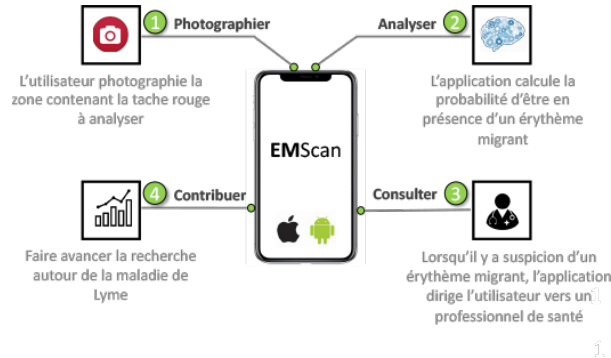 1 Photographier
L'utilisateur photographie la
zone contenant la tache rouge
à analyser
Analyser 2
L'application calcule la
probabilité d'être en
présence d'un érythème
migrant
EMScan
Consulter 3
Lorsqu'il y a suspicion d'un
érythème migrant, l'application
dirige l'utilisateur vers un
professionnel de santé
4 Contribuer
Faire avancer la recherche
autour de la maladie de
Lyme
1
1